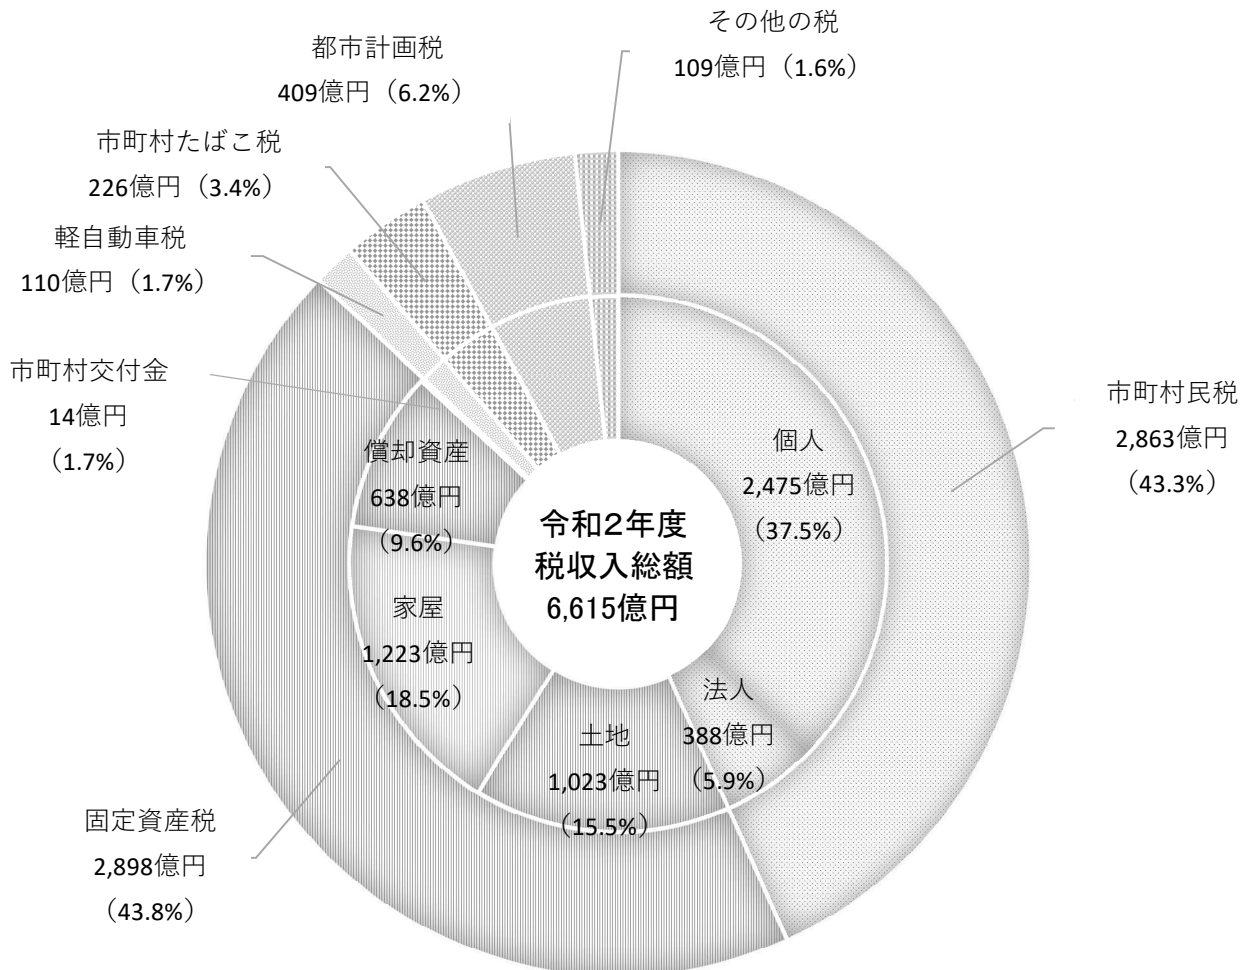 その他の税
109億円（1.6%）
都市計画税
409億円（6.2%）
市町村たばこ税
226億円（3.4%）
軽自動車税
110億円（1.7%）
市町村交付金
14億円
（1.7%）
償却資産
638億円
（9.6%）
家屋
1,223億円
（18.5%）
固定資産税
2,898億円
（43.8%）
土地
1,023億円
（15.5%）
法人
388億円
（5.9%）
個人
2,475億円
（37.5%）
市町村民税
2,863億円
（43.3%）
令和2年度
税収入総額
6,615億円